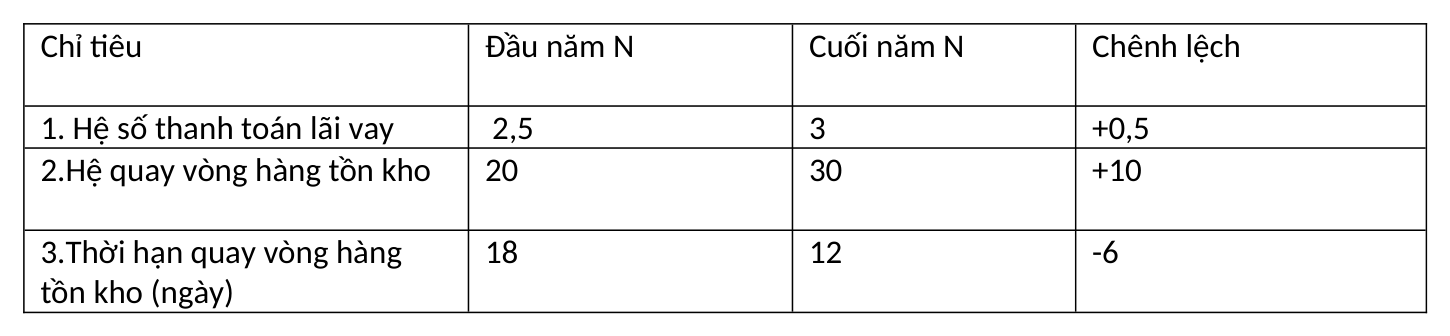 Chỉ tiêu Đầu năm N Cuối năm N Chênh lệch
1. Hệ số thanh toán lãi vay 2,5 3 +0,5
2.Hệ quay vòng hàng tồn kho 20 30 +10
3.Thời hạn quay vòng hàng 18 12 -6
tồn kho (ngày)